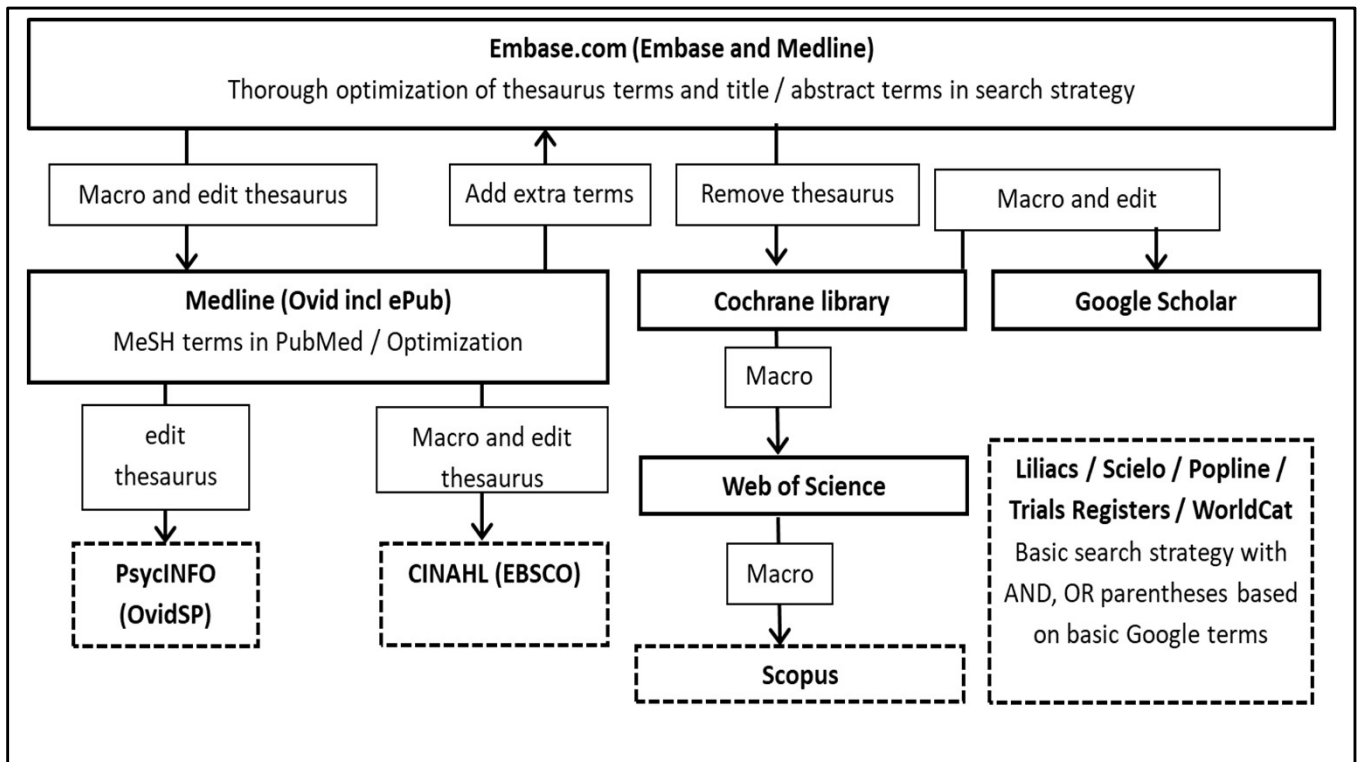 Embase.com (Embase and Medline)
Thorough optimization of thesaurus terms and title / abstract terms in search strategy
Macro and edit thesaurus
Add extra terms
Remove thesaurus
Macro and edit
Medline (Ovid incl ePub)
MeSH terms in PubMed / Optimization
Cochrane library
Google Scholar
Macro
edit
thesaurus
Macro and edit
thesaurus
Web of Science
Liliacs / Scielo / Popline /
Trials Registers / WorldCat
Basic search strategy with
AND, OR parentheses based
on basic Google terms
Macro
PsycINFO
(OvidSP)
CINAHL (EBSCO)
Scopus